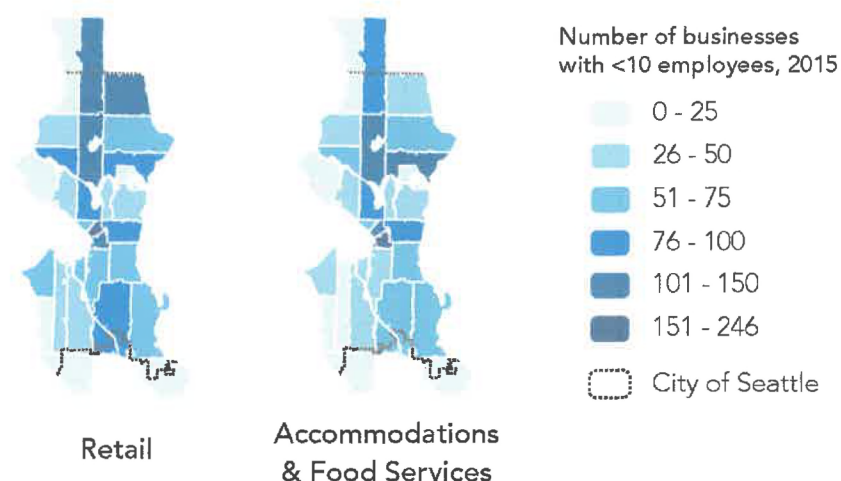 Number of businesses
with <10 employees, 2015
0 - 25
26 - 50
51 - 75
76 - 100
101 - 150
151 - 246
City of Seattle
Retail
Accommodations
& Food Services